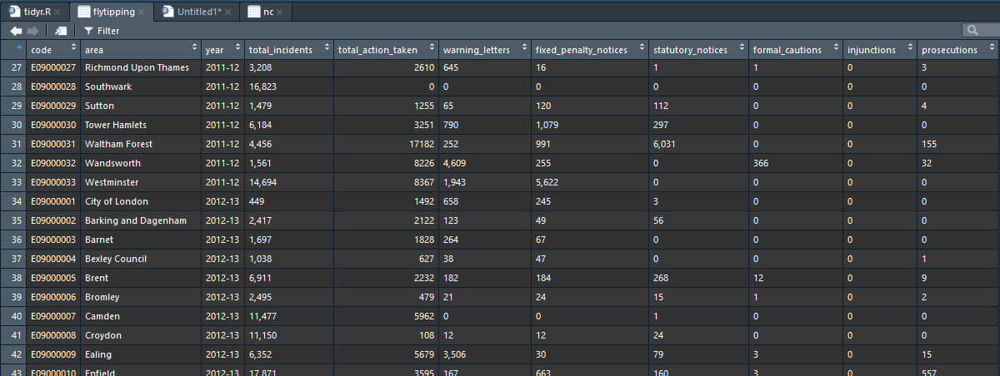 tidyr.R flytipping Untitled1* nc
Filter
code area year total_incidents total_action_taken warning_letters fixed_penalty_notices statutory_notices formal_cautions injunctions prosecutions
27 E09000027 Richmond Upon Thames 2011-12 3,208 2610 645 16 1 1 0 3
28 E09000028 Southwark 2011-12 16,823 0 0 0 0 0 0 0
29 E09000029 Sutton 2011-12 1,479 1255 65 120 112 0 0 4
30 E09000030 Tower Hamlets 2011-12 6,184 3251 790 1,079 297 0 0 0
31 E09000031 Waltham Forest 2011-12 4,456 17182 252 991 6,031 0 0 155
32 E09000032 Wandsworth 2011-12 1,561 8226 4,609 255 0 366 0 32
33 E09000033 Westminster 2011-12 14,694 8367 1,943 5,622 0 0 0 0
34 E09000001 City of London 2012-13 449 1492 658 245 3 0 0 0
35 E09000002 Barking and Dagenham 2012-13 2,417 2122 123 49 56 0 0 0
36 E09000003 Barnet 2012-13 1,697 1828 264 67 0 0 0 0
37 E09000004 Bexley Council 2012-13 1,038 627 38 47 0 0 0 1
38 E09000005 Brent 2012-13 6,911 2232 182 184 268 12 0 9
39 E09000006 Bromley 2012-13 2,495 479 21 24 15 1 0 2
40 E09000007 Camden 2012-13 11,477 5962 0 0 1 0 0 0
41 E09000008 Croydon 2012-13 11,150 108 12 12 24 0 0 0
42 E09000009 Ealing 2012-13 6,352 5679 3,506 30 79 3 0 15
43 E09000010 Enfield 2012-13 17,871 3595 167 663 160 3 0 557